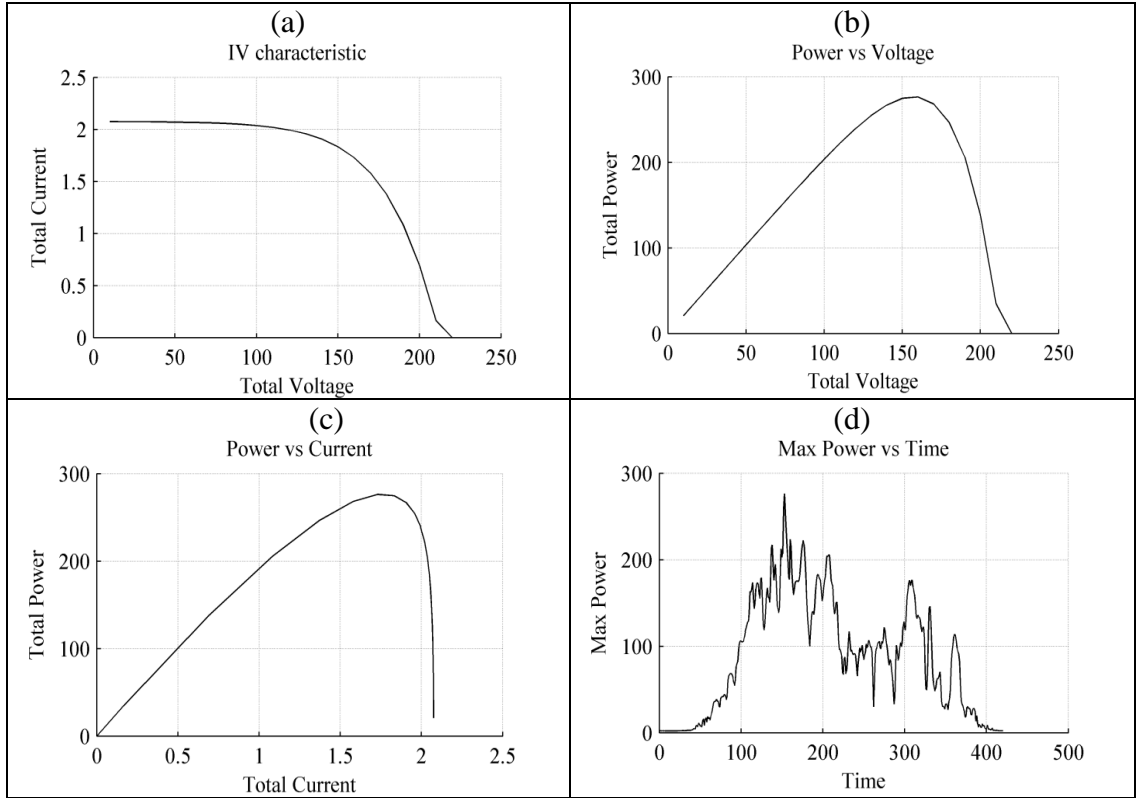 (a)
IV characteristic
2.5
2
1.5
1
0.5
0
Total Current
0 50 100 150 200 250
Total Voltage
(b)
Power vs Voltage
300
200
100
0
Total Power
0 50 100 150 200 250
Total Voltage
(c)
Power vs Current
300
200
100
0
Total Power
0 0.5 1 1.5 2 2.5
Total Current
(d)
Max Power vs Time
300
200
100
0
Max Power
0 100 200 300 400 500
Time